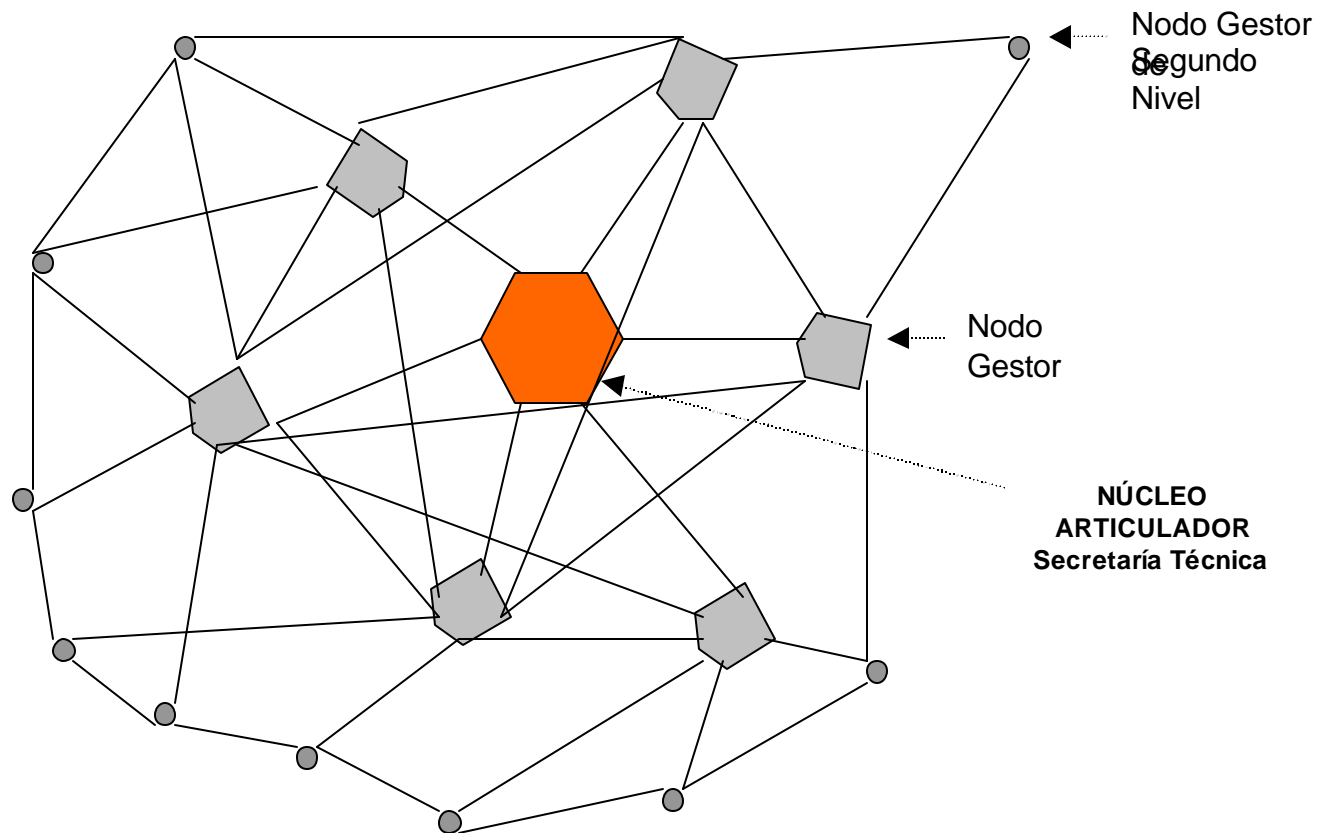 Nodo Gestor
de
Segundo
Nivel
Nodo
Gestor
NÚCLEO
ARTICULADOR
Secretaría Técnica